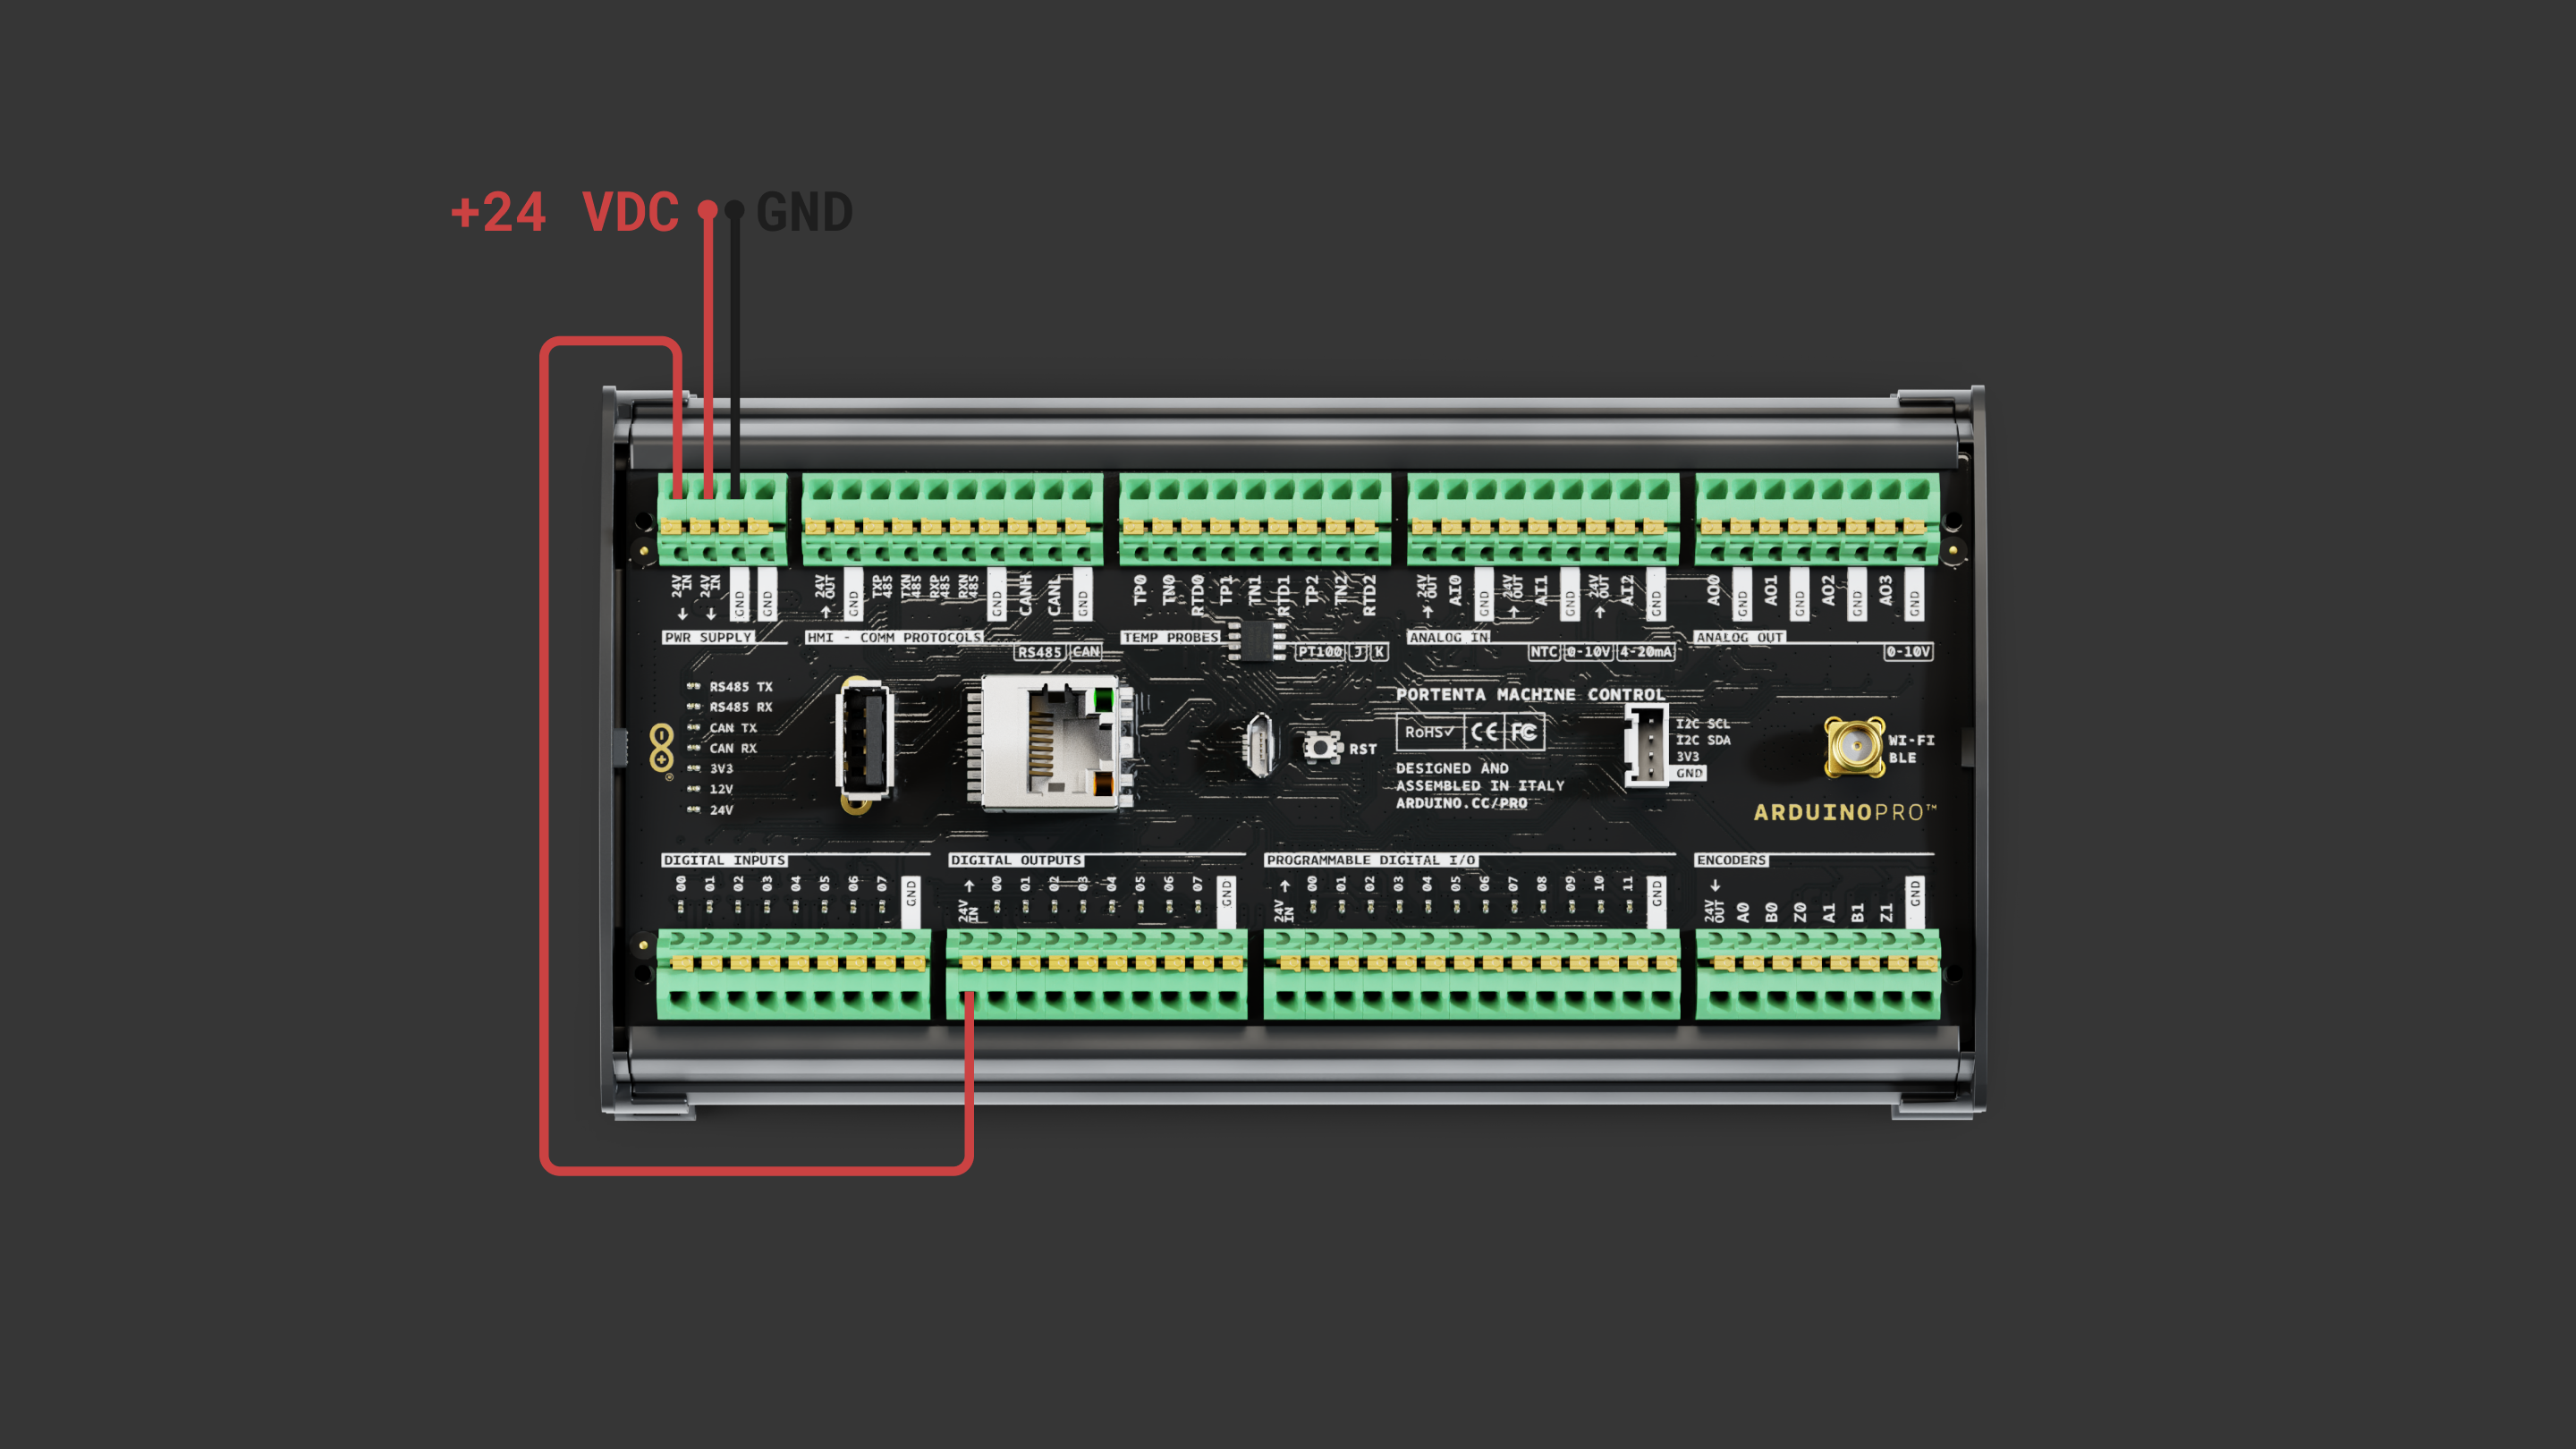 +24 VDC GND
24V IN 24V IN GND GND 24V OUT GND TXP 485 TXN 485 RXP 485 RXN 485 GND CANH CANL GND TP0 TN0 RTD0 TP1 TN1 RTD1 TP2 TN2 RTD2 24V OUT AI0 GND 24V OUT AI1 GND 24V OUT AI2 GND AO0 GND AO1 GND AO2 GND AO3 GND
PWR SUPPLY HMI - COMM PROTOCOLS TEMP PROBES ANALOG IN ANALOG OUT
RS485 CAN PT100 J K NTC 0-10V 4-20mA 0-10V
RS485 TX
RS485 RX
CAN TX
CAN RX
3V3
12V
24V
RST
PORTENTA MACHINE CONTROL
RoHS CE FC
DESIGNED AND
ASSEMBLED IN ITALY
ARDUINO.CC/PRO
I2C SCL
I2C SDA
3V3
GND
WI-FI
BLE
ARDUINOPRO™
DIGITAL INPUTS DIGITAL OUTPUTS PROGRAMMABLE DIGITAL I/O ENCODERS
00 01 02 03 04 05 06 07 GND 24V IN 00 01 02 03 04 05 06 07 GND 24V IN 00 01 02 03 04 05 06 07 08 09 10 11 GND 24V OUT A0 B0 Z0 A1 B1 Z1 GND